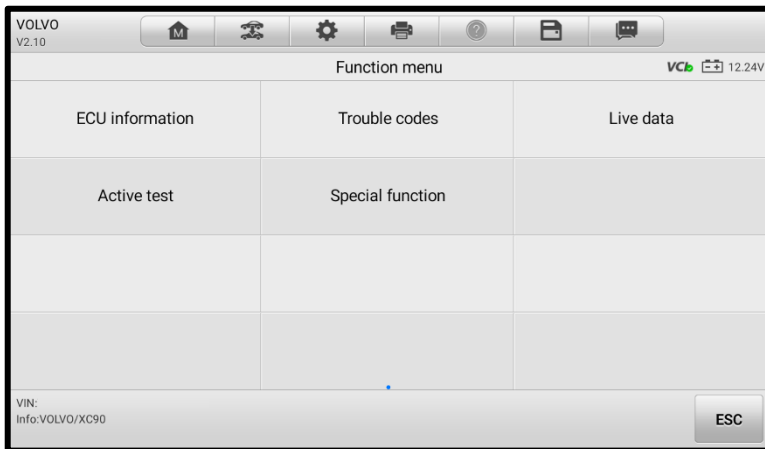 VOLVO
V2.10
M
?
Function menu
VCI 12.24V
ECU information
Trouble codes
Live data
Active test
Special function
VIN:
Info:VOLVO/XC90
ESC